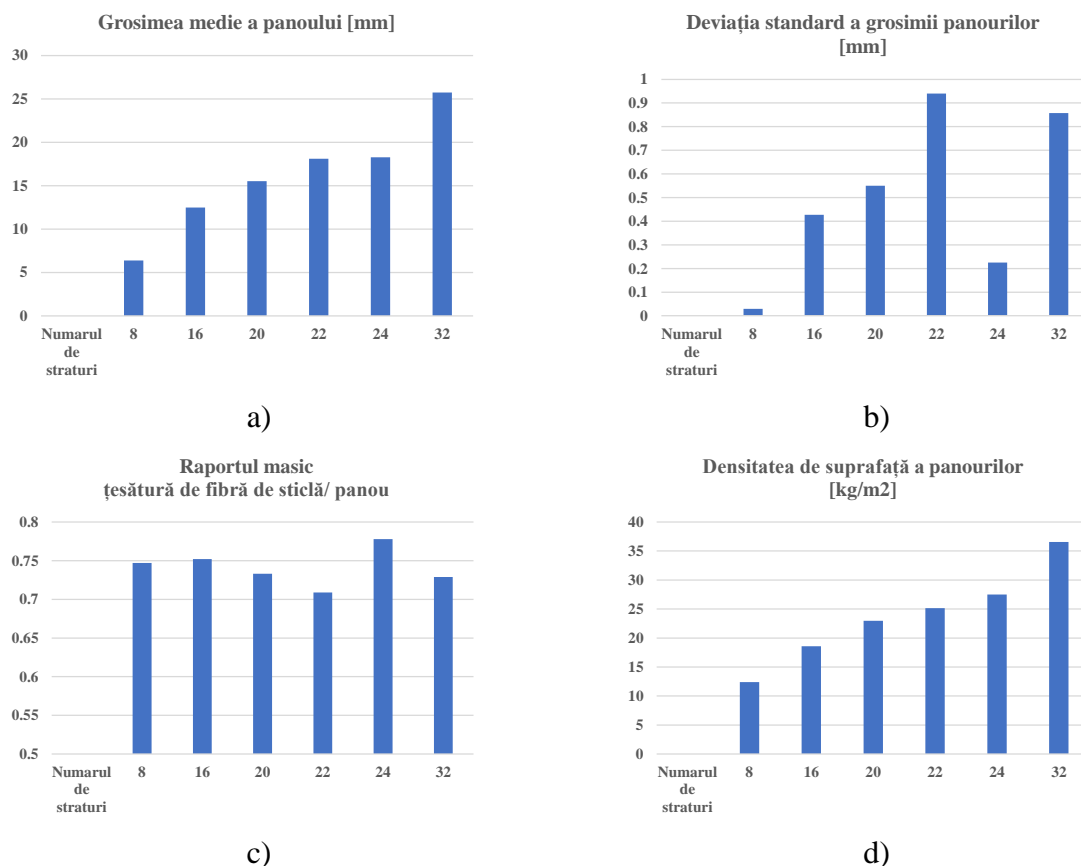 Grosimea medie a panoului [mm]
30
25
20
15
10
5
0
Numarul
de
straturi
8 16 20 22 24 32
a)
Deviația standard a grosimii panourilor
[mm]
1
0.9
0.8
0.7
0.6
0.5
0.4
0.3
0.2
0.1
0
Numarul
de
straturi
8 16 20 22 24 32
b)
Raportul masic
țesătură de fibră de sticlă/ panou
0.8
0.75
0.7
0.65
0.6
0.55
0.5
Numarul
de
straturi
8 16 20 22 24 32
c)
Densitatea de suprafață a panourilor
[kg/m2]
40
35
30
25
20
15
10
5
0
Numarul
de
straturi
8 16 20 22 24 32
d)